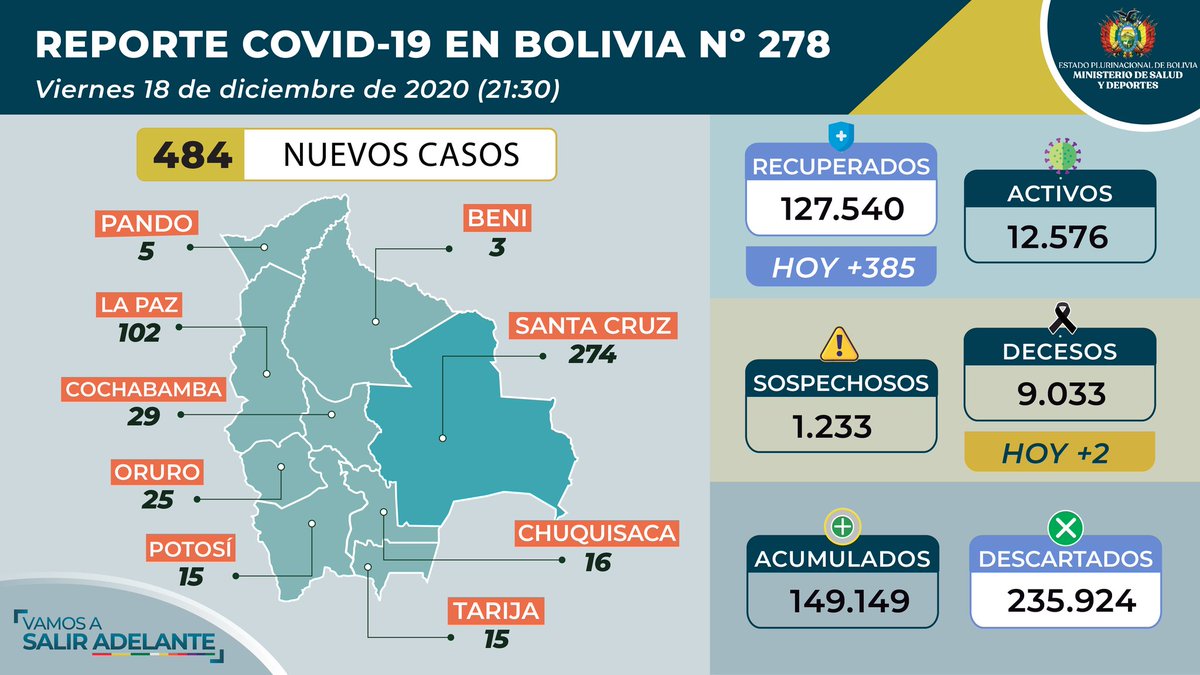 REPORTE COVID-19 EN BOLIVIA Nº 278
Viernes 18 de diciembre de 2020 (21:30)
ESTADO PLURINACIONAL DE BOLIVIA
MINISTERIO DE SALUD
Y DEPORTES
484 NUEVOS CASOS
PANDO
5
BENI
3
LA PAZ
102
SANTA CRUZ
274
COCHABAMBA
29
ORURO
25
CHUQUISACA
16
POTOSÍ
15
TARIJA
15
VAMOS A
SALIR ADELANTE
RECUPERADOS
127.540
HOY +385
ACTIVOS
12.576
SOSPECHOSOS
1.233
DECESOS
9.033
HOY +2
ACUMULADOS
149.149
DESCARTADOS
235.924